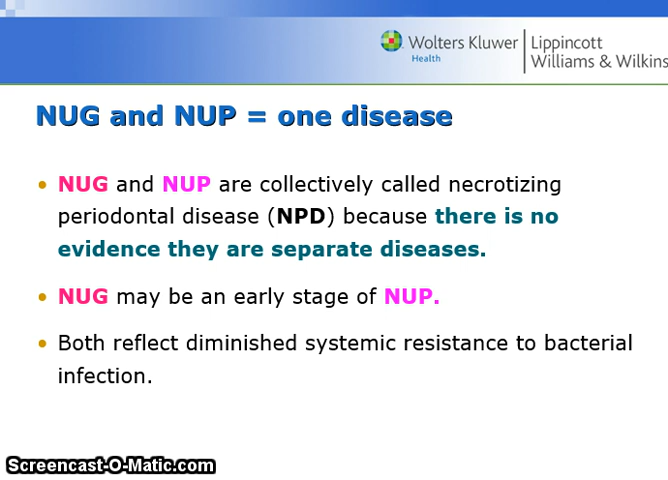 Wolters Kluwer
Health
Lippincott
Williams & Wilkins
NUG and NUP = one disease
• NUG and NUP are collectively called necrotizing
periodontal disease (NPD) because there is no
evidence they are separate diseases.
• NUG may be an early stage of NUP.
• Both reflect diminished systemic resistance to bacterial
infection.
Screencast-O-Matic.com